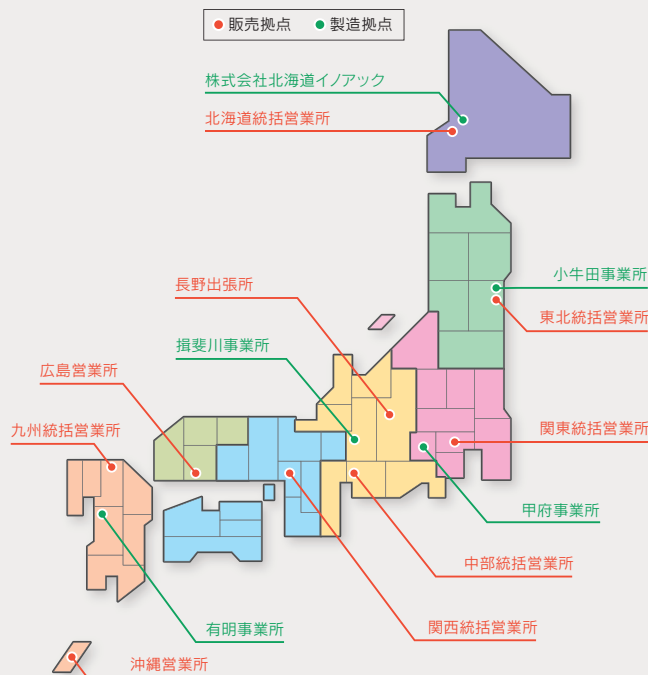 販売拠点 製造拠点
株式会社北海道イノアック
北海道統括営業所
小牛田事業所
長野出張所
東北統括営業所
揖斐川事業所
広島営業所
九州統括営業所
関東統括営業所
甲府事業所
中部統括営業所
関西統括営業所
有明事業所
沖縄営業所